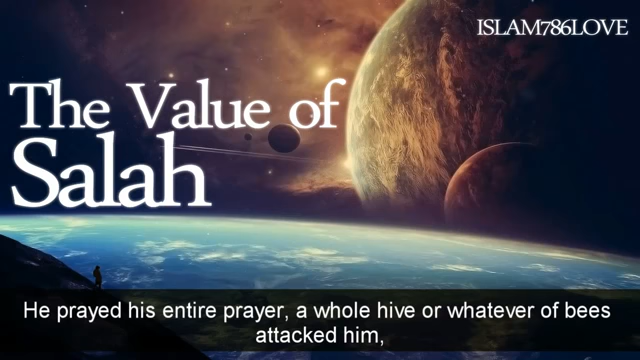 ISLAM786LOVE
The Value of
Salah
He prayed his entire prayer, a whole hive or whatever of bees
attacked him,